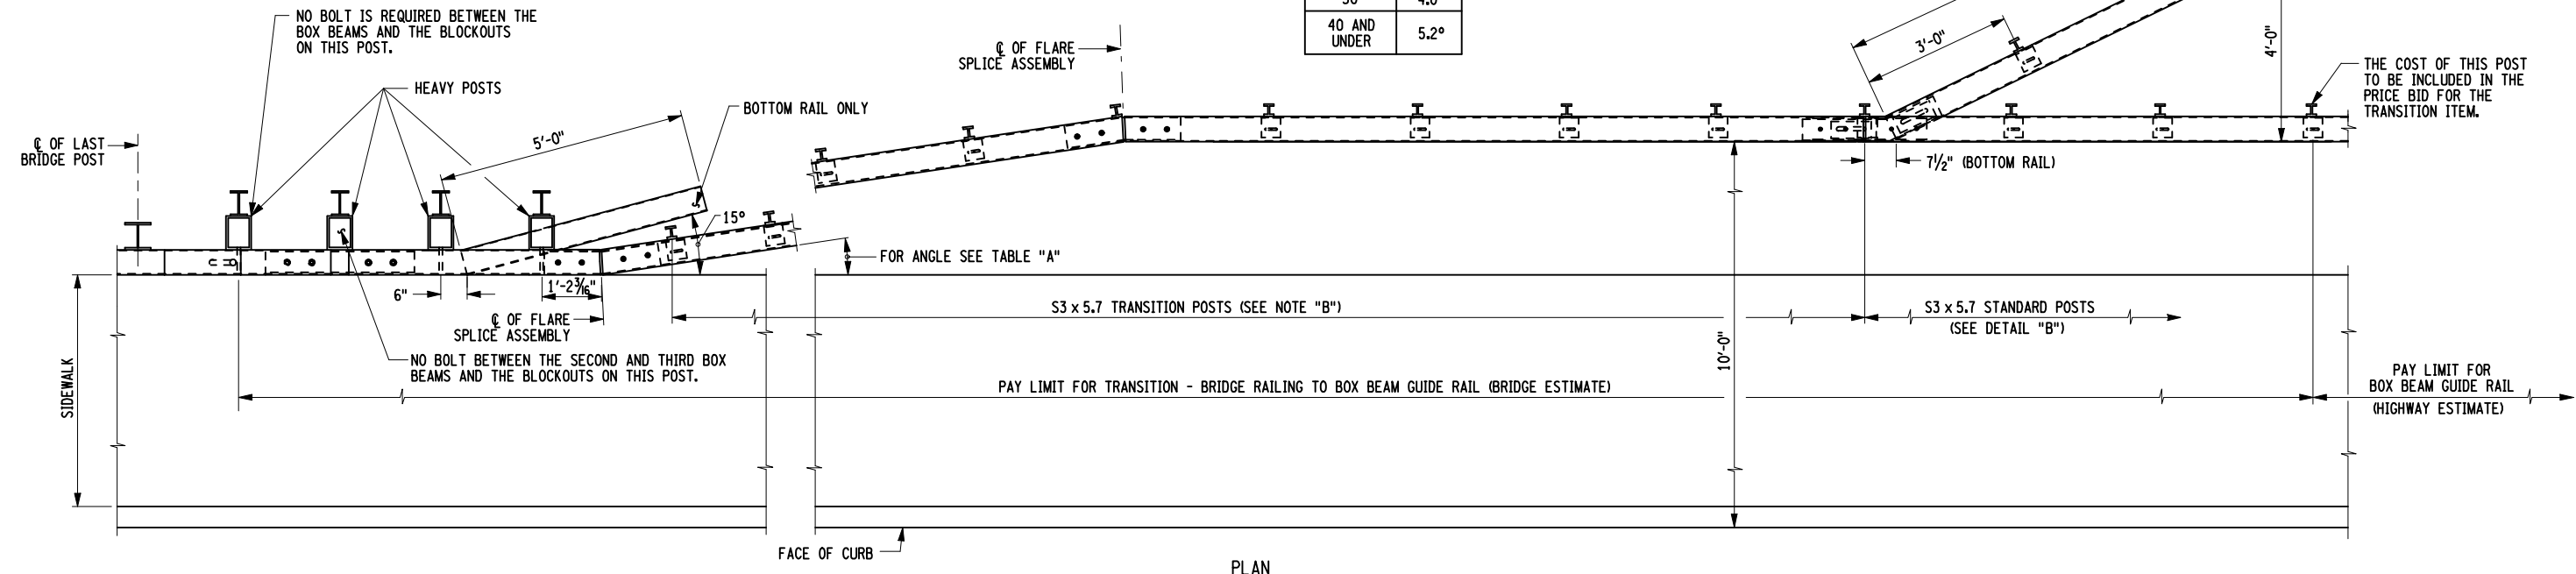 NO BOLT IS REQUIRED BETWEEN THE
BOX BEAMS AND THE BLOCKOUTS
ON THIS POST.
HEAVY POSTS
BOTTOM RAIL ONLY
5'-0"
℄ OF LAST
BRIDGE POST
15°
FOR ANGLE SEE TABLE "A"
6"
1'-2 3/16"
℄ OF FLARE
SPLICE ASSEMBLY
NO BOLT BETWEEN THE SECOND AND THIRD BOX
BEAMS AND THE BLOCKOUTS ON THIS POST.
SIDEWALK
℄ OF FLARE
SPLICE ASSEMBLY
40 AND
UNDER
5.2°
3'-0"
4'-0"
THE COST OF THIS POST
TO BE INCLUDED IN THE
PRICE BID FOR THE
TRANSITION ITEM.
7 1/2" (BOTTOM RAIL)
S3 x 5.7 TRANSITION POSTS (SEE NOTE "B")
S3 x 5.7 STANDARD POSTS
(SEE DETAIL "B")
10'-0"
PAY LIMIT FOR TRANSITION - BRIDGE RAILING TO BOX BEAM GUIDE RAIL (BRIDGE ESTIMATE)
PAY LIMIT FOR
BOX BEAM GUIDE RAIL
(HIGHWAY ESTIMATE)
FACE OF CURB
PLAN